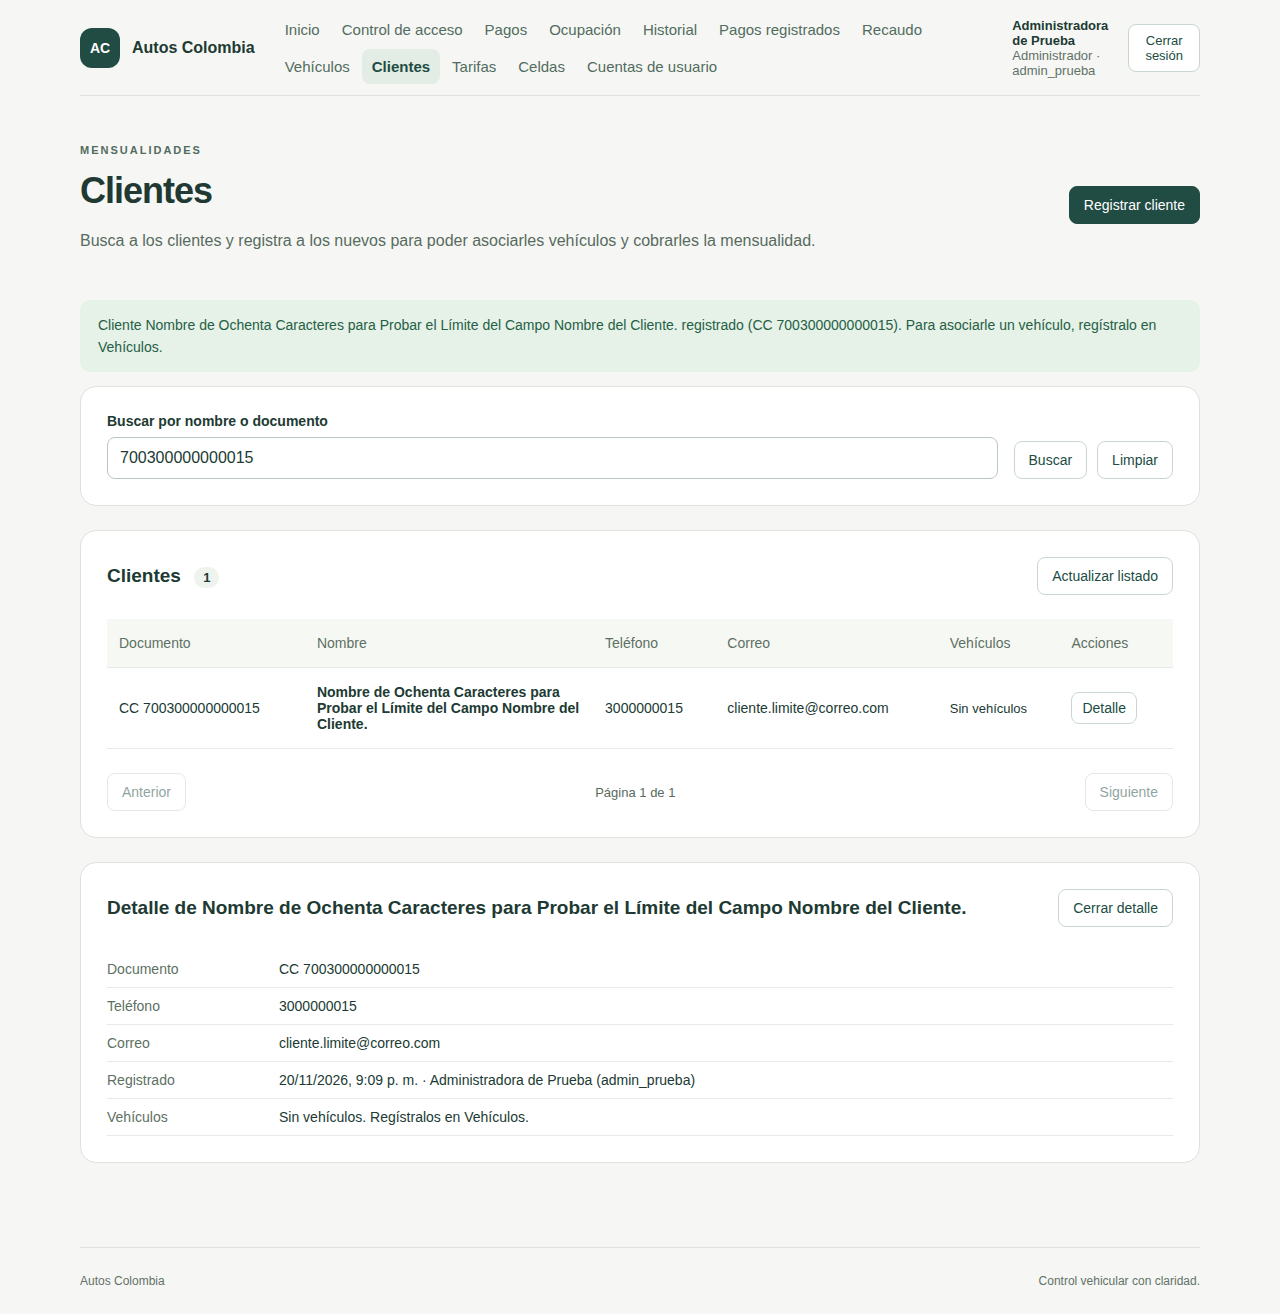 AC
Autos Colombia
Inicio Control de acceso Pagos Ocupación Historial Pagos registrados Recaudo
Vehículos Clientes Tarifas Celdas Cuentas de usuario
Administradora
de Prueba
Administrador ·
admin_prueba
Cerrar
sesión
MENSUALIDADES
Clientes
Registrar cliente
Busca a los clientes y registra a los nuevos para poder asociarles vehículos y cobrarles la mensualidad.
Cliente Nombre de Ochenta Caracteres para Probar el Límite del Campo Nombre del Cliente. registrado (CC 700300000000015). Para asociarle un vehículo, regístralo en
Vehículos.
Buscar por nombre o documento
700300000000015 Buscar Limpiar
Clientes 1 Actualizar listado
Documento Nombre Teléfono Correo Vehículos Acciones
CC 700300000000015
Nombre de Ochenta Caracteres para
Probar el Límite del Campo Nombre del
Cliente.
3000000015 cliente.limite@correo.com Sin vehículos Detalle
Anterior Página 1 de 1 Siguiente
Detalle de Nombre de Ochenta Caracteres para Probar el Límite del Campo Nombre del Cliente. Cerrar detalle
Documento CC 700300000000015
Teléfono 3000000015
Correo cliente.limite@correo.com
Registrado 20/11/2026, 9:09 p. m. · Administradora de Prueba (admin_prueba)
Vehículos Sin vehículos. Regístralos en Vehículos.
Autos Colombia Control vehicular con claridad.